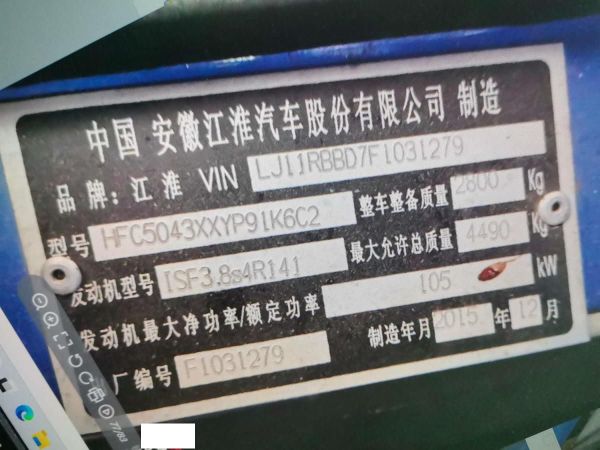 中国 安徽江淮汽车股份有限公司 制造
品牌：江淮 VIN LJ11RBBD7F1031279
型号 HFC5043XXYP91K6C2 整车整备质量 2800 Kg
发动机型号 ISF3.8s4R141 最大允许总质量 4490 Kg
发动机最大净功率/额定功率 105 kW
厂编号 F1031279 制造年月 2015 年 12 月
77/83